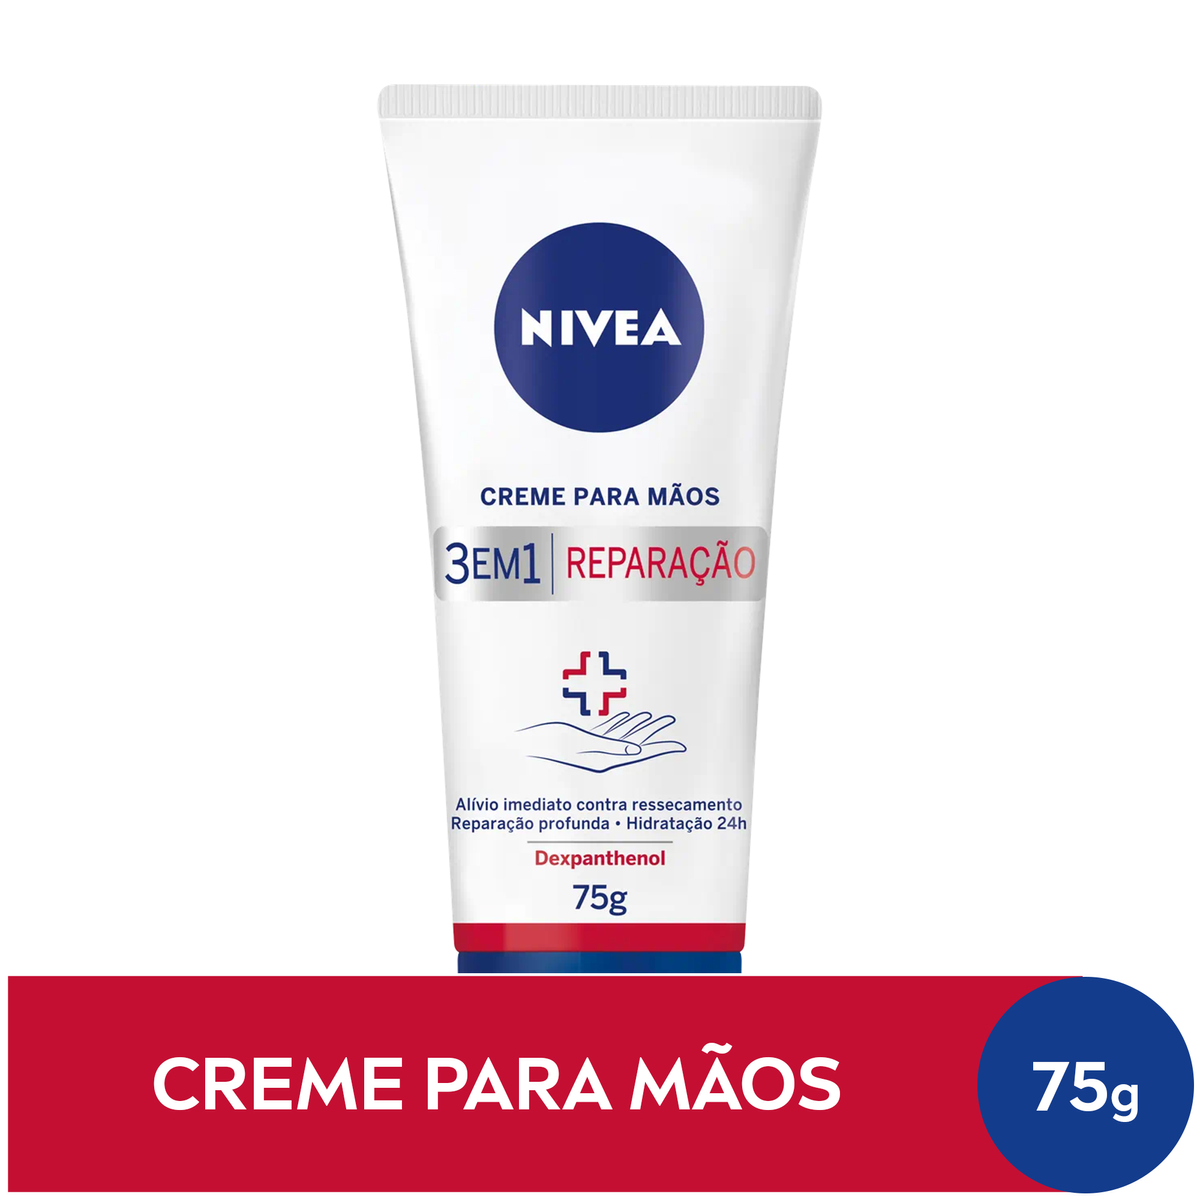 NIVEA
CREME PARA MÃOS
3EM1 | REPARAÇÃO
Alívio imediato contra ressecamento
Reparação profunda • Hidratação 24h
Dexpanthenol
75g
CREME PARA MÃOS
75g